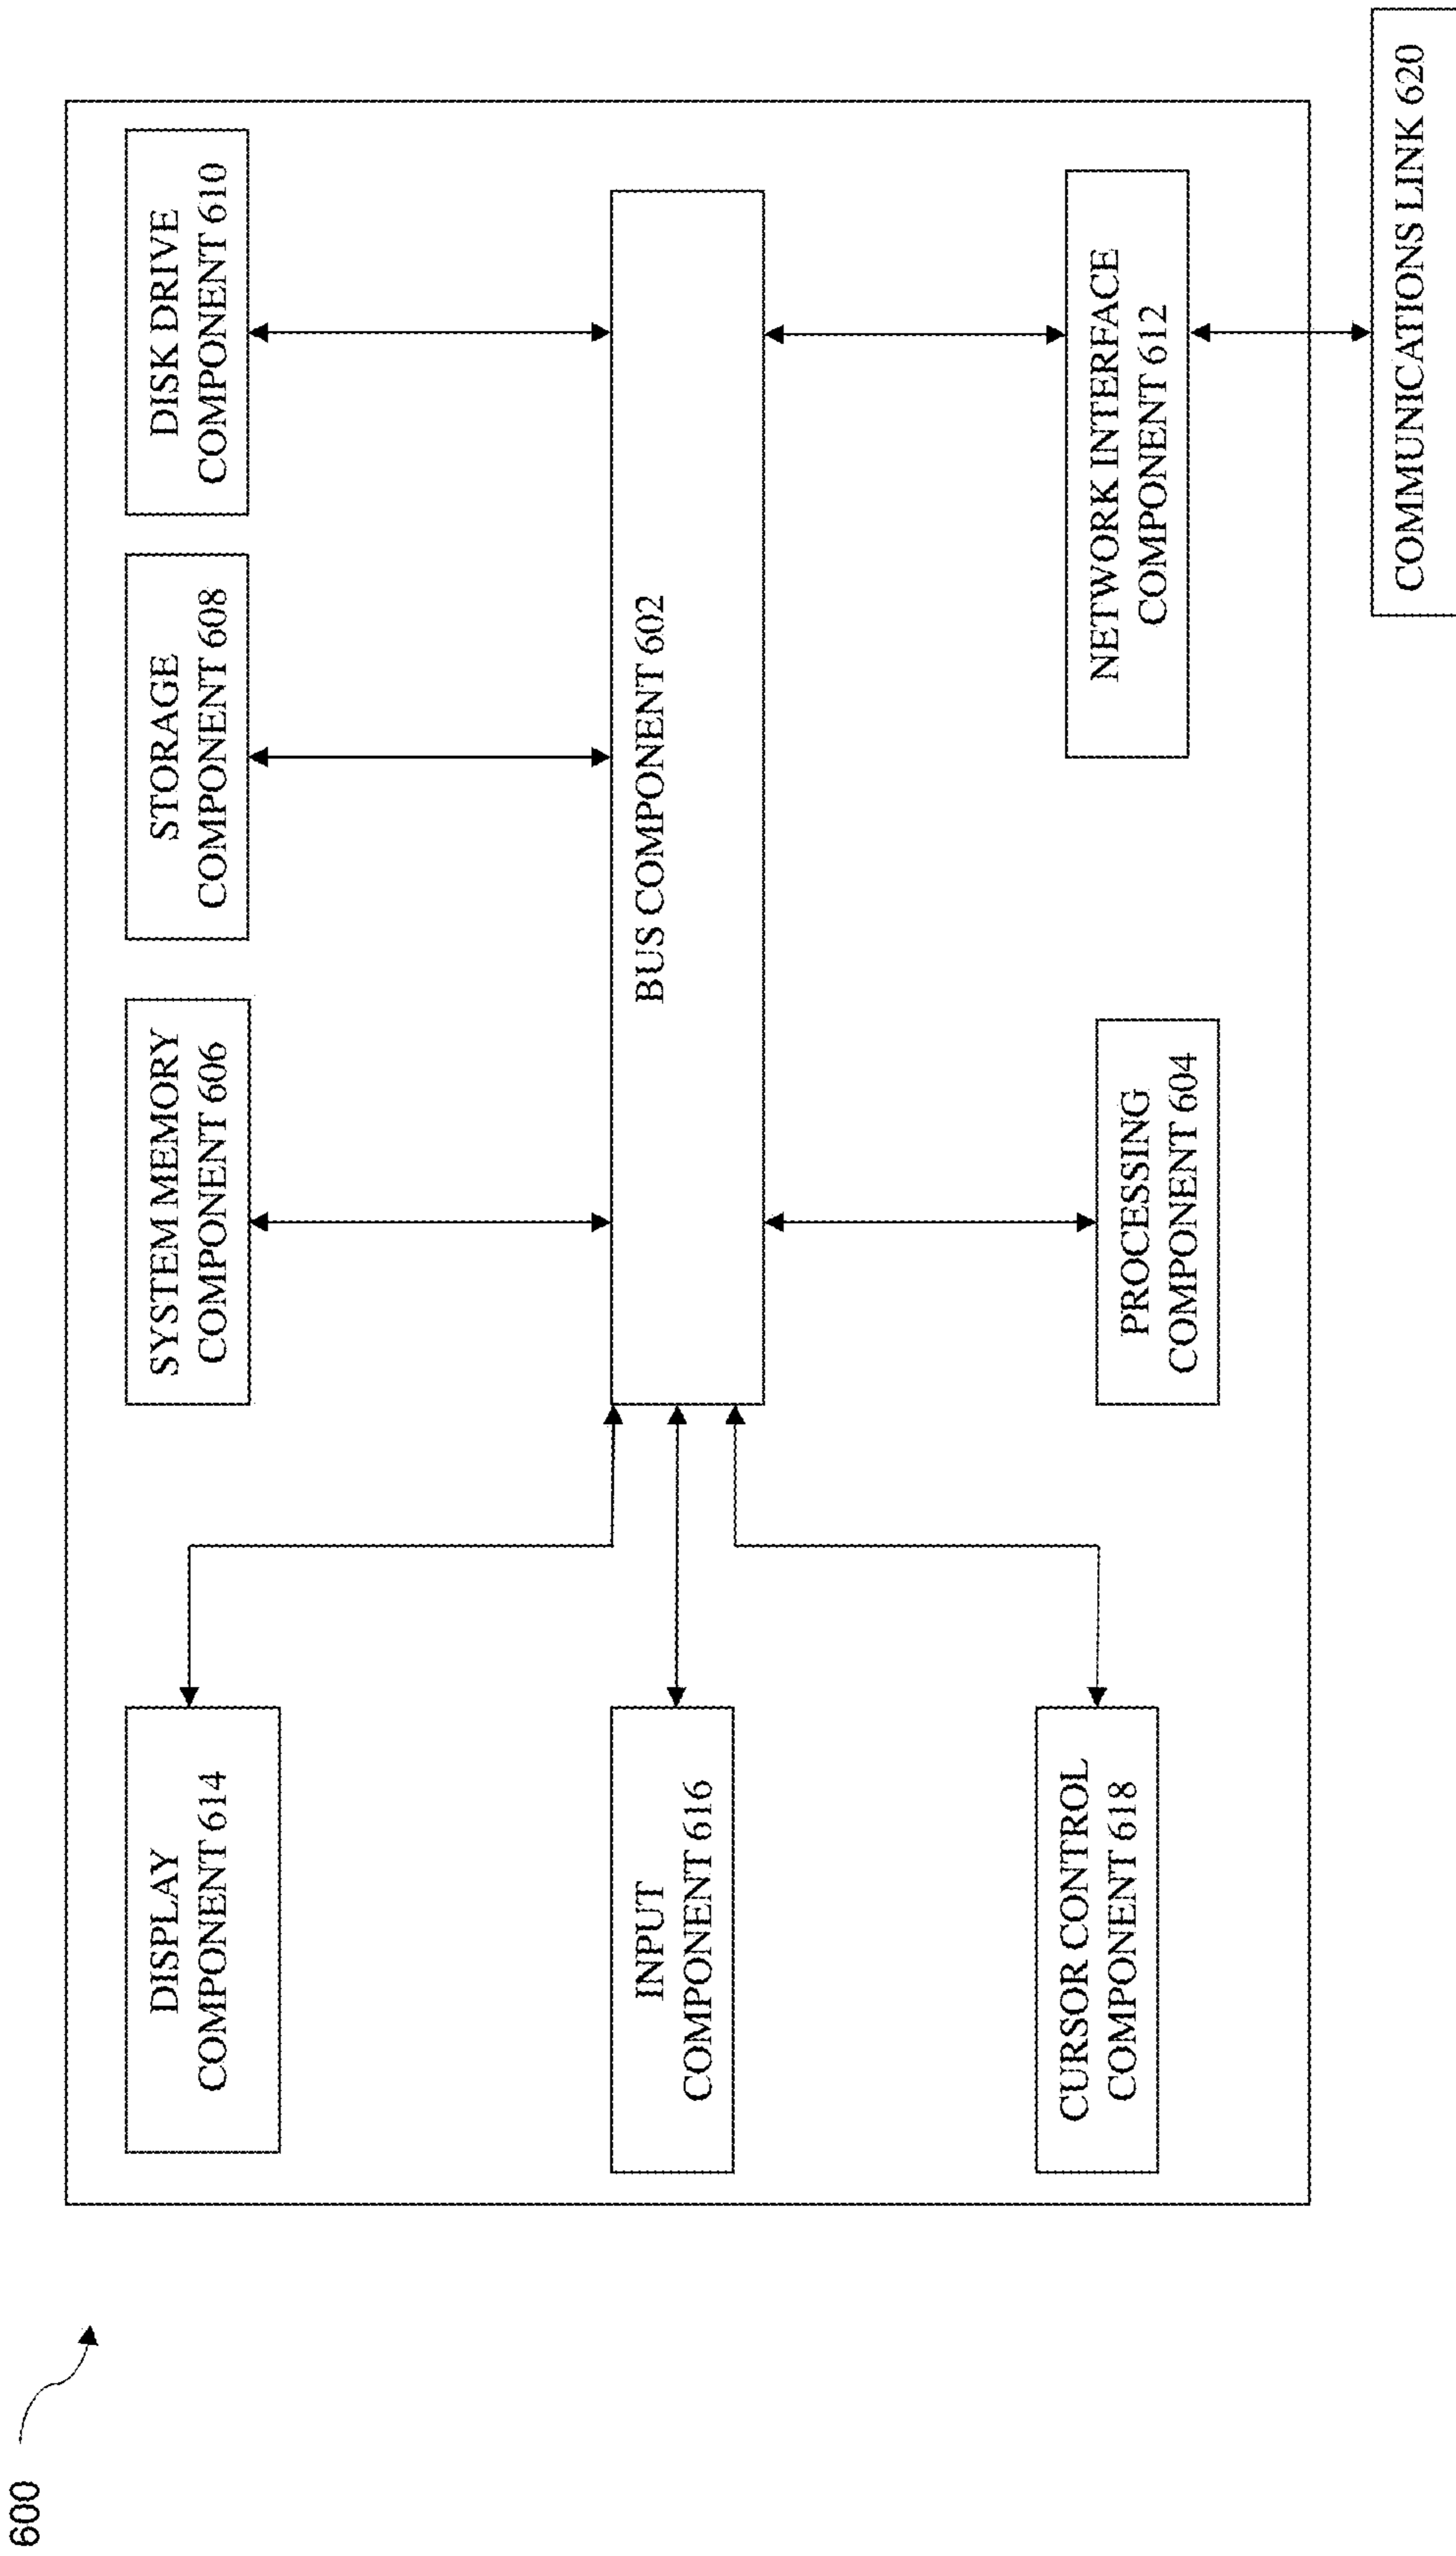 600
DISPLAY
COMPONENT 614
SYSTEM MEMORY
COMPONENT 606
STORAGE
COMPONENT 608
DISK DRIVE
COMPONENT 610
INPUT
COMPONENT 616
BUS COMPONENT 602
CURSOR CONTROL
COMPONENT 618
PROCESSING
COMPONENT 604
NETWORK INTERFACE
COMPONENT 612
COMMUNICATIONS LINK 620